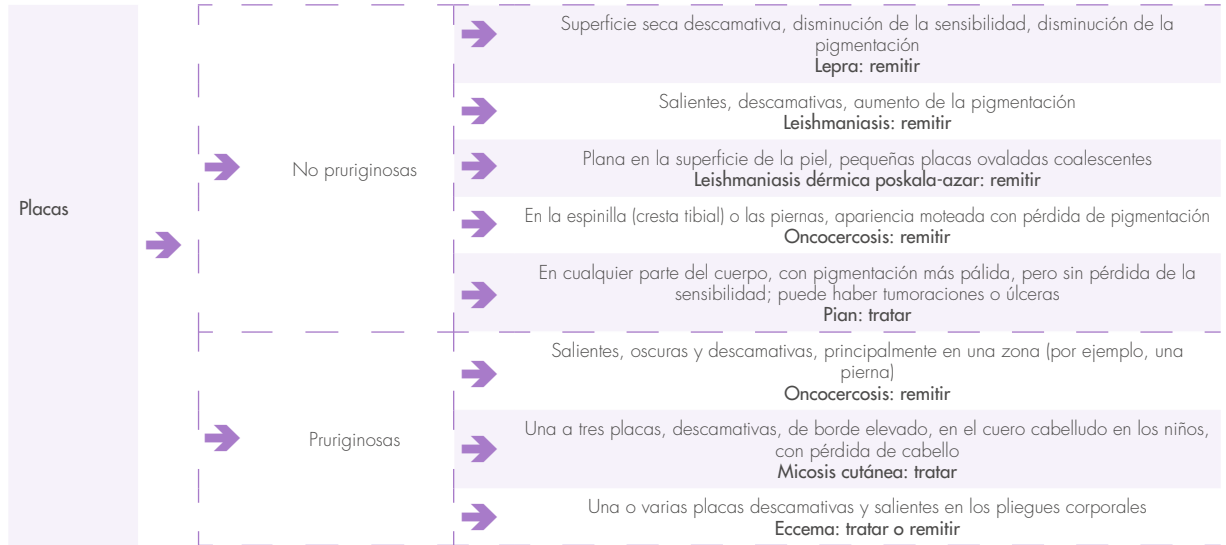 Superficie seca descamativa, disminución de la sensibilidad, disminución de la
pigmentación
Lepra: remitir
Salientes, descamativas, aumento de la pigmentación
Leishmaniasis: remitir
No pruriginosas
Plana en la superficie de la piel, pequeñas placas ovaladas coalescentes
Leishmaniasis dérmica poskala-azar: remitir
Placas
En la espinilla (cresta tibial) o las piernas, apariencia moteada con pérdida de pigmentación
Oncocercosis: remitir
En cualquier parte del cuerpo, con pigmentación más pálida, pero sin pérdida de la
sensibilidad; puede haber tumoraciones o úlceras
Pian: tratar
Salientes, oscuras y descamativas, principalmente en una zona (por ejemplo, una
pierna)
Oncocercosis: remitir
Pruriginosas
Una a tres placas, descamativas, de borde elevado, en el cuero cabelludo en los niños,
con pérdida de cabello
Micosis cutánea: tratar
Una o varias placas descamativas y salientes en los pliegues corporales
Eccema: tratar o remitir